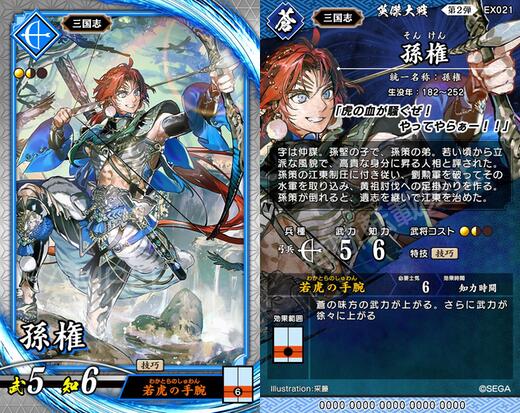 三国志
孫権
技巧
武5 知6
わかとらのしゅわん
若虎の手腕
6
蒼
三国志
英傑大戦
第2弾
EX021
そん けん
孫権
統一名称：孫権
生没年：182～252
「虎の血が騒ぐぜ！
やってやらぁー！！」
字は仲謀。孫堅の子で、孫策の弟。若い頃から立
派な風貌で、高貴な身分に昇る人相と評された。
孫策の江東制圧に付き従い、劉勲軍を破ってその
水軍を取り込み、黄祖討伐への足掛かりを作る。
孫策が倒れると、遺志を継いで江東を治めた。
兵種 武力 知力 武将コスト
弓兵 5 6 特技 技巧
わかとらのしゅわん 必要士気 効果時間
若虎の手腕 6 知力時間
効果範囲
蒼の味方の武力が上がる。さらに武力が
徐々に上がる
Illustration:采藤
©SEGA
0000 0000 0000 0000 0000